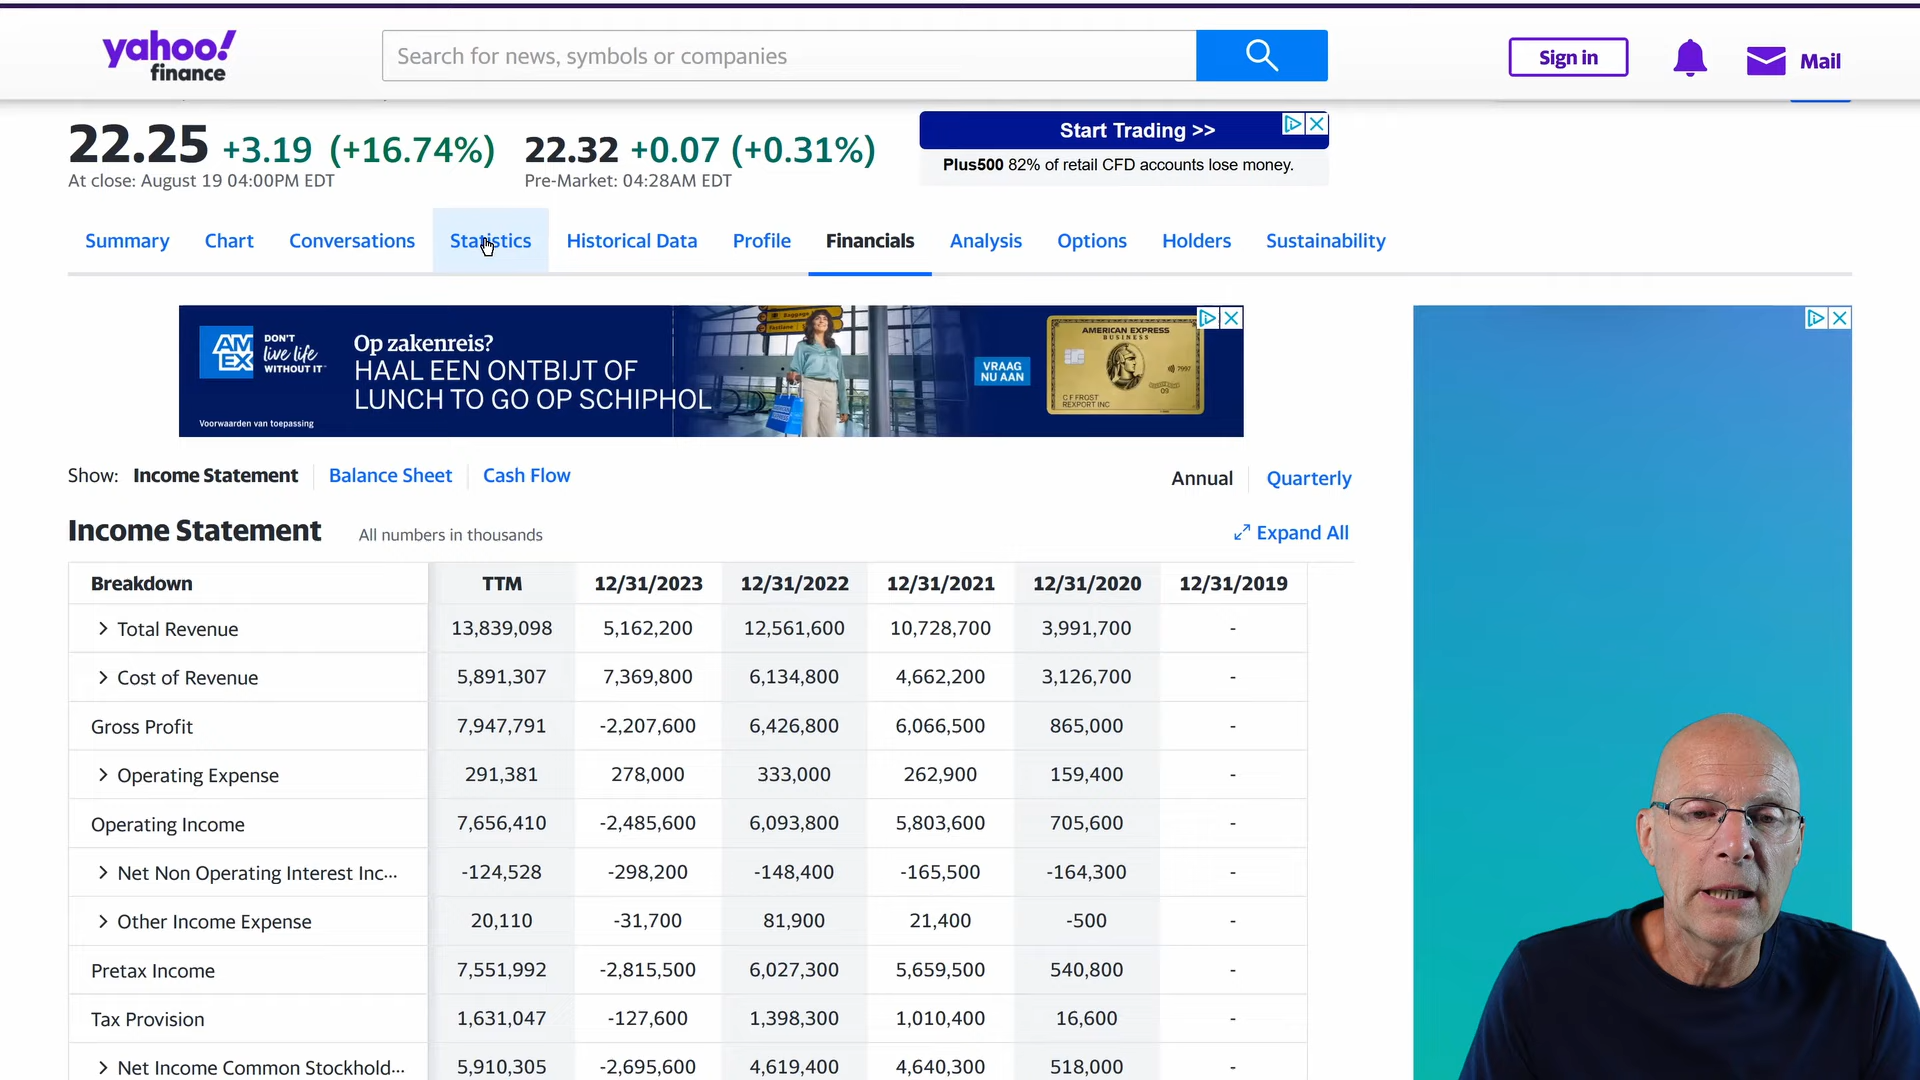 yahoo!
finance
Search for news, symbols or companies
Sign in
Mail
22.25 +3.19 (+16.74%)
At close: August 19 04:00PM EDT
22.32 +0.07 (+0.31%)
Pre-Market: 04:28AM EDT
Start Trading >>
Plus500 82% of retail CFD accounts lose money.
Summary Chart Conversations Statistics Historical Data Profile Financials Analysis Options Holders Sustainability
AM
EX
DON'T
live life
WITHOUT IT
Op zakenreis?
HAAL EEN ONTBIJT OF
LUNCH TO GO OP SCHIPHOL
Voorwaarden van toepassing
VRAAG
NU AAN
AMERICAN EXPRESS
BUSINESS
7997
C F FROST
REXPORT INC
Show: Income Statement Balance Sheet Cash Flow
Annual Quarterly
Income Statement All numbers in thousands
Expand All
Breakdown TTM 12/31/2023 12/31/2022 12/31/2021 12/31/2020 12/31/2019
Total Revenue 13,839,098 5,162,200 12,561,600 10,728,700 3,991,700 -
Cost of Revenue 5,891,307 7,369,800 6,134,800 4,662,200 3,126,700 -
Gross Profit 7,947,791 -2,207,600 6,426,800 6,066,500 865,000 -
Operating Expense 291,381 278,000 333,000 262,900 159,400 -
Operating Income 7,656,410 -2,485,600 6,093,800 5,803,600 705,600 -
Net Non Operating Interest Inc... -124,528 -298,200 -148,400 -165,500 -164,300 -
Other Income Expense 20,110 -31,700 81,900 21,400 -500 -
Pretax Income 7,551,992 -2,815,500 6,027,300 5,659,500 540,800 -
Tax Provision 1,631,047 -127,600 1,398,300 1,010,400 16,600 -
Net Income Common Stockhold... 5,910,305 -2,695,600 4,619,400 4,640,300 518,000 -